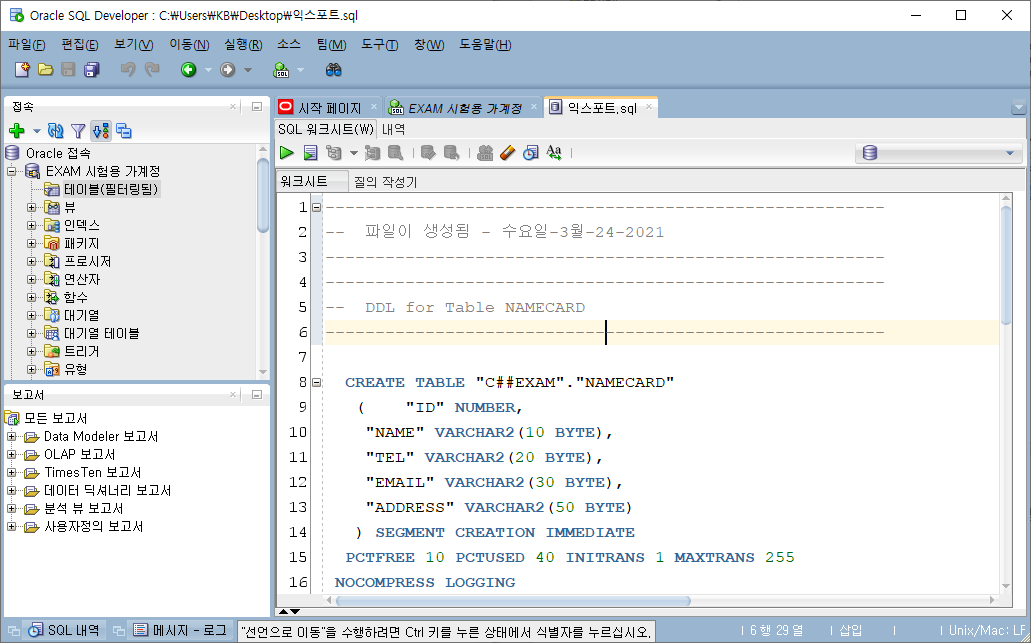 Oracle SQL Developer : C:₩Users₩KB₩Desktop₩익스포트.sql
파일(F) 편집(E) 보기(V) 이동(N) 실행(R) 소스 팀(M) 도구(T) 창(W) 도움말(H)
접속
Oracle 접속
EXAM 시험용 가계정
테이블(필터링됨)
뷰
인덱스
패키지
프로시저
연산자
함수
대기열
대기열 테이블
트리거
유형
보고서
모든 보고서
Data Modeler 보고서
OLAP 보고서
TimesTen 보고서
데이터 딕셔너리 보고서
분석 뷰 보고서
사용자정의 보고서
시작 페이지 EXAM 시험용 가계정 익스포트.sql
SQL 워크시트(W) 내역
워크시트 질의 작성기
1 --------------------------------------------------------
2 --  파일이 생성됨 - 수요일-3월-24-2021
3 --------------------------------------------------------
4 --------------------------------------------------------
5 --  DDL for Table NAMECARD
6 --------------------------------------------------------
7
8 CREATE TABLE "C##EXAM"."NAMECARD"
9 ( "ID" NUMBER,
10 "NAME" VARCHAR2(10 BYTE),
11 "TEL" VARCHAR2(20 BYTE),
12 "EMAIL" VARCHAR2(30 BYTE),
13 "ADDRESS" VARCHAR2(50 BYTE)
14 ) SEGMENT CREATION IMMEDIATE
15 PCTFREE 10 PCTUSED 40 INITRANS 1 MAXTRANS 255
16 NOCOMPRESS LOGGING
SQL 내역 메시지 - 로그 "선언으로 이동"을 수행하려면 Ctrl 키를 누른 상태에서 식별자를 누르십시오. 6 행 29 열 삽입 Unix/Mac: LF